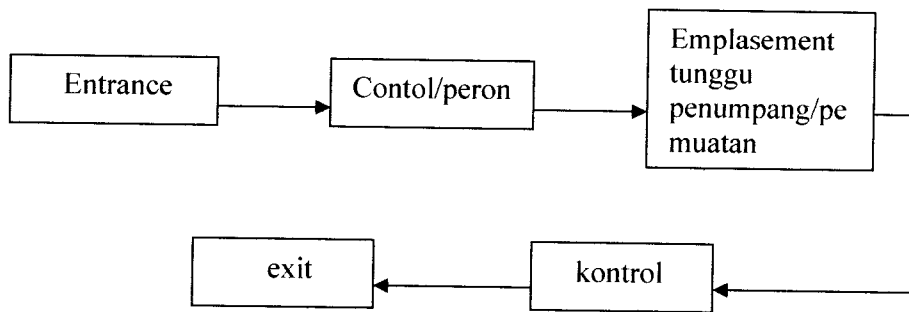 Entrance
Contol/peron
Emplasement
tunggu
penumpang/pe
muatan
kontrol
exit